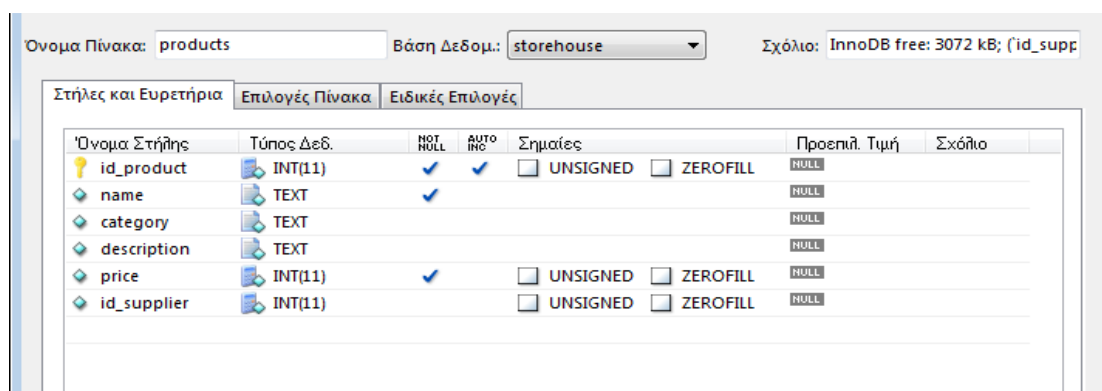 Όνομα Πίνακα: products Βάση Δεδομ.: storehouse Σχόλιο: InnoDB free: 3072 kB; (`id_supp
Στήλες και Ευρετήρια Επιλογές Πίνακα Ειδικές Επιλογές
Όνομα Στήλης Τύπος Δεδ. NOT NULL AUTO INC Σημαίες Προεπιλ. Τιμή Σχόλιο
id_product INT(11) UNSIGNED ZEROFILL NULL
name TEXT NULL
category TEXT NULL
description TEXT NULL
price INT(11) UNSIGNED ZEROFILL NULL
id_supplier INT(11) UNSIGNED ZEROFILL NULL